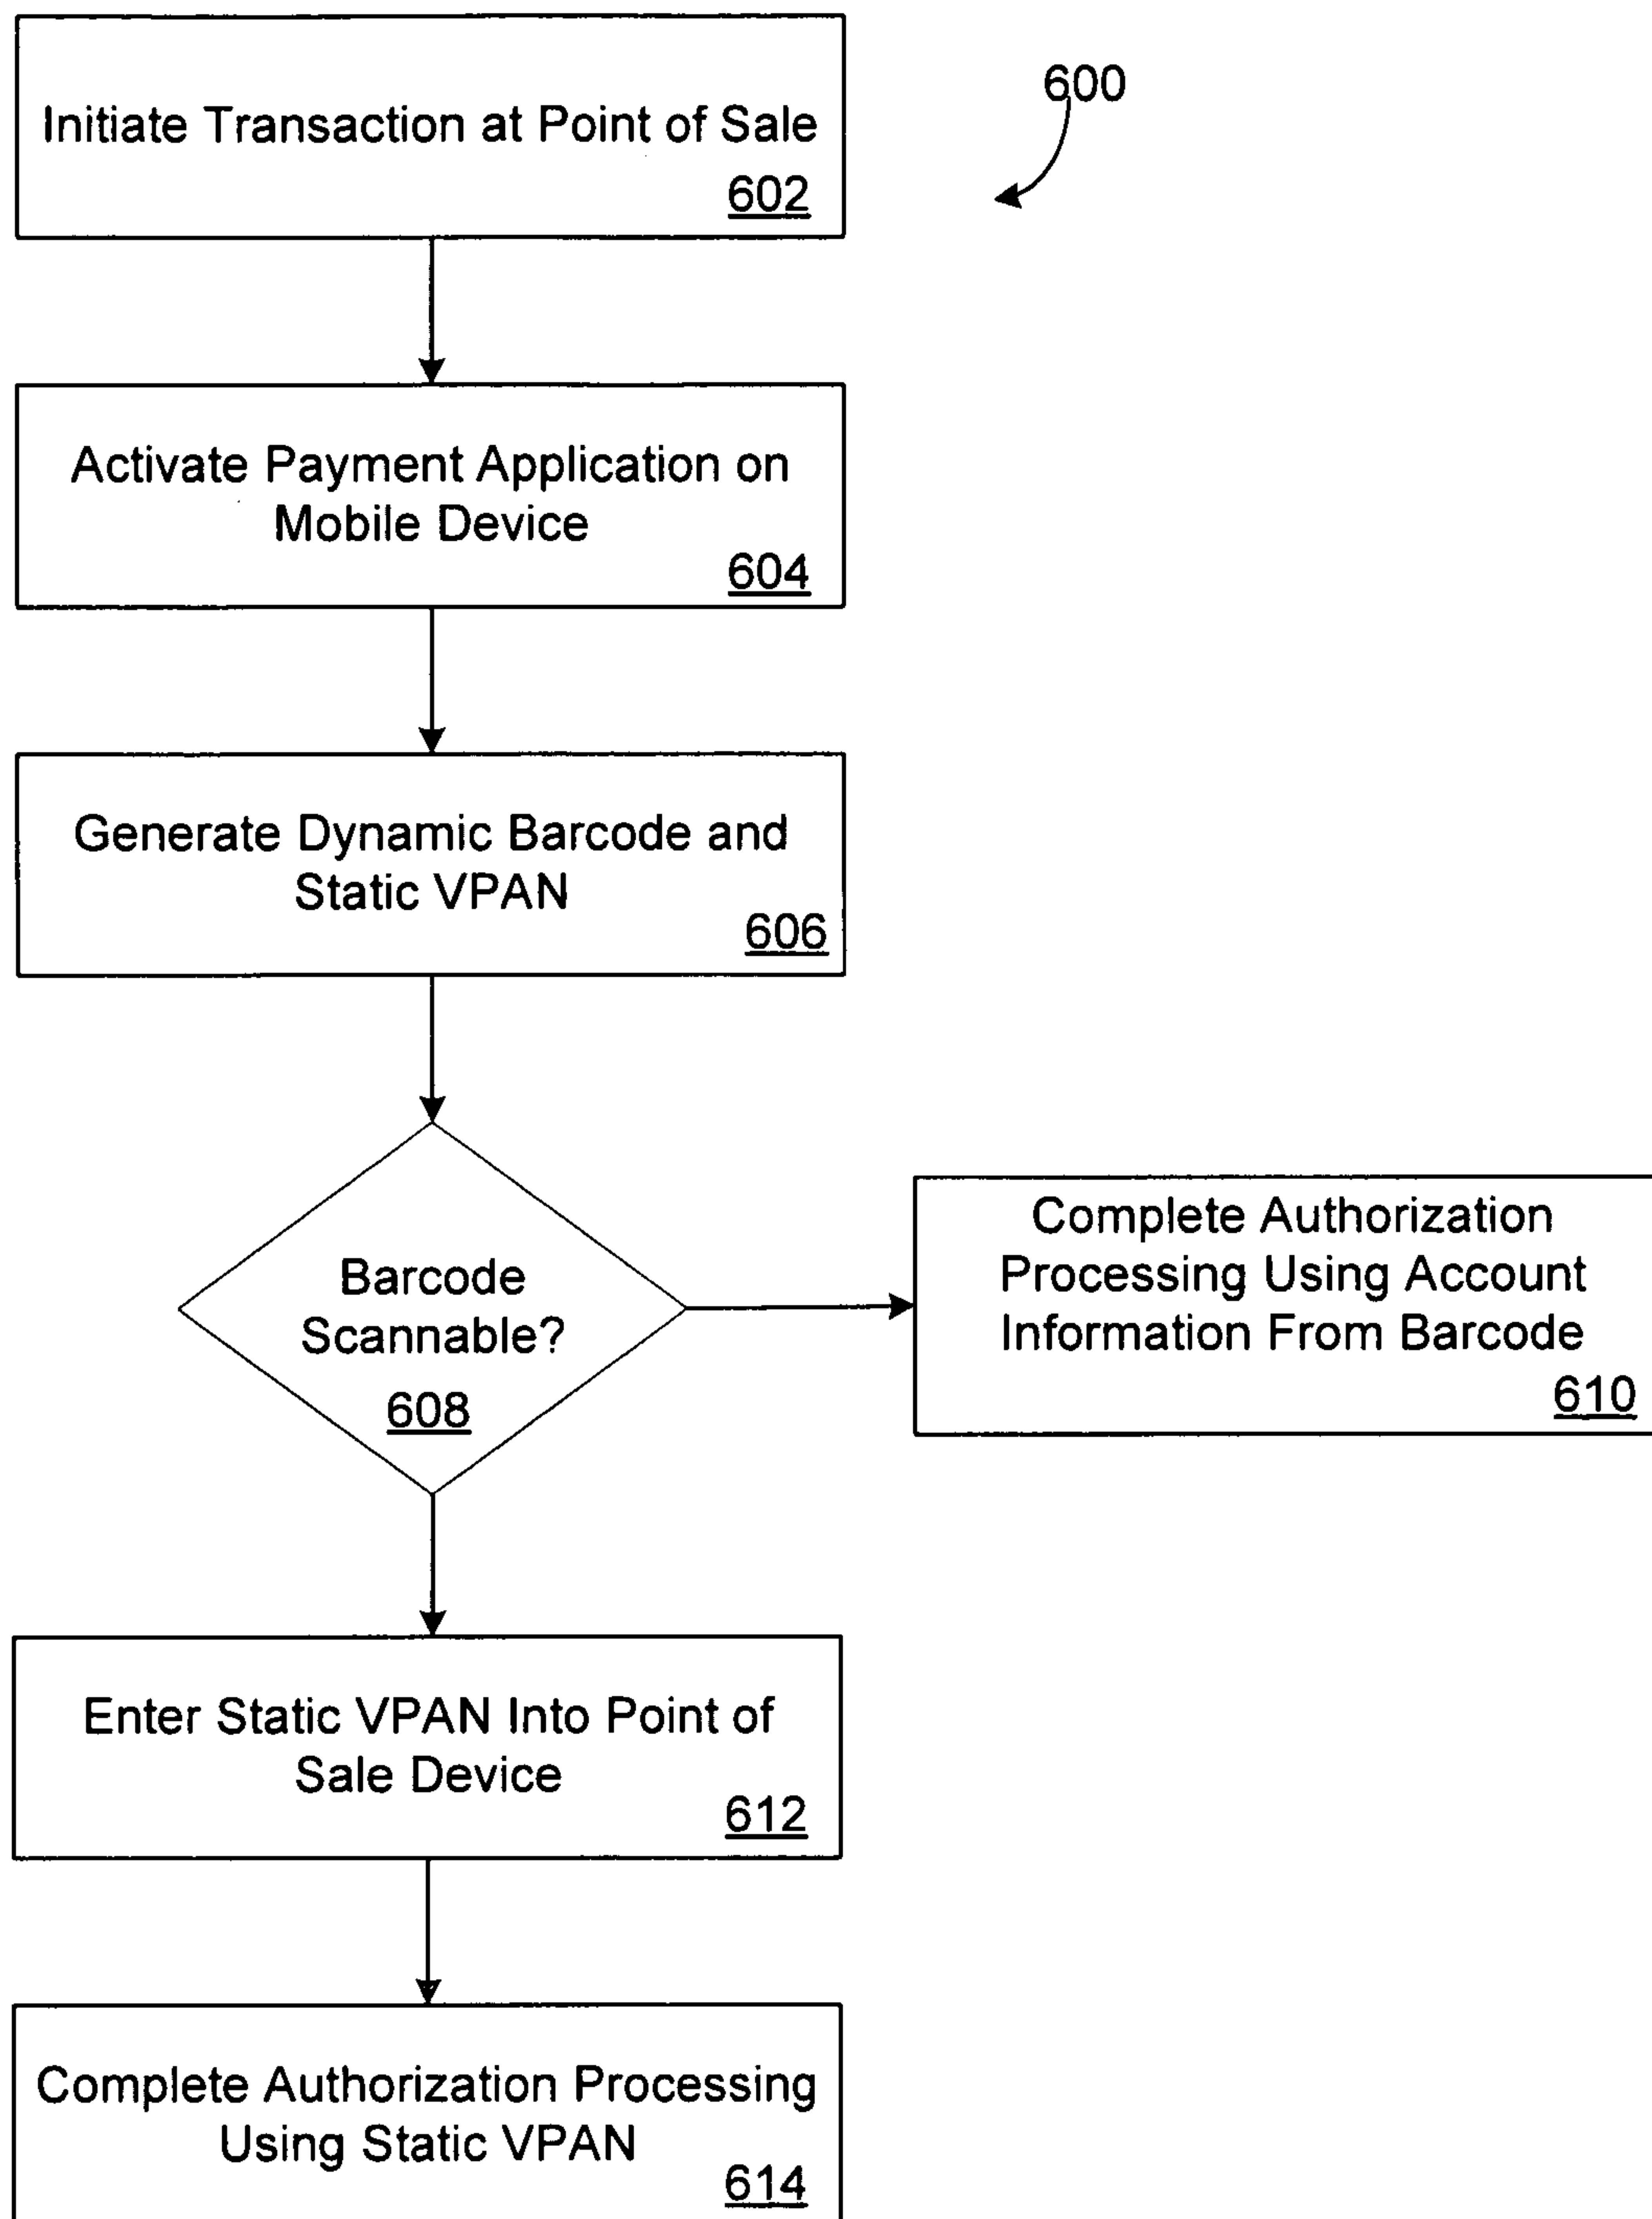 Initiate Transaction at Point of Sale
602
600
Activate Payment Application on
Mobile Device
604
Generate Dynamic Barcode and
Static VPAN
606
Barcode
Scannable?
608
Complete Authorization
Processing Using Account
Information From Barcode
610
Enter Static VPAN Into Point of
Sale Device
612
Complete Authorization Processing
Using Static VPAN
614